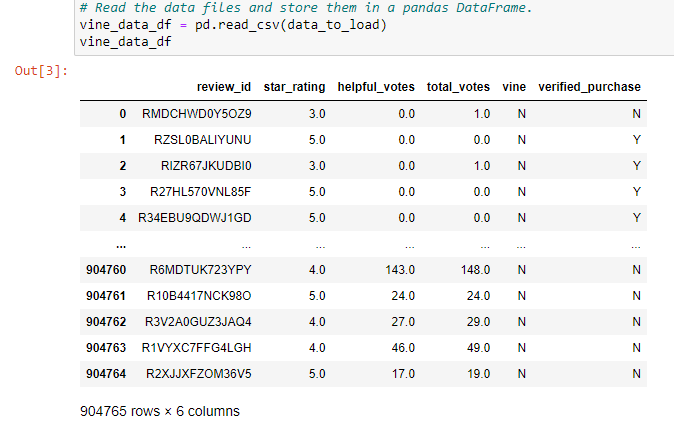 # Read the data files and store them in a pandas DataFrame.
vine_data_df = pd.read_csv(data_to_load)
vine_data_df
Out[3]:
review_id star_rating helpful_votes total_votes vine verified_purchase
0 RMDCHWD0Y5OZ9 3.0 0.0 1.0 N N
1 RZSL0BALIYUNU 5.0 0.0 0.0 N Y
2 RIZR67JKUDBI0 3.0 0.0 1.0 N Y
3 R27HL570VNL85F 5.0 0.0 0.0 N Y
4 R34EBU9QDWJ1GD 5.0 0.0 0.0 N Y
... ... ... ... ... ... ...
904760 R6MDTUK723YPY 4.0 143.0 148.0 N N
904761 R10B4417NCK98O 5.0 24.0 24.0 N N
904762 R3V2A0GUZ3JAQ4 4.0 27.0 29.0 N N
904763 R1VYXC7FFG4LGH 4.0 46.0 49.0 N N
904764 R2XJJXFZOM36V5 5.0 17.0 19.0 N N
904765 rows × 6 columns